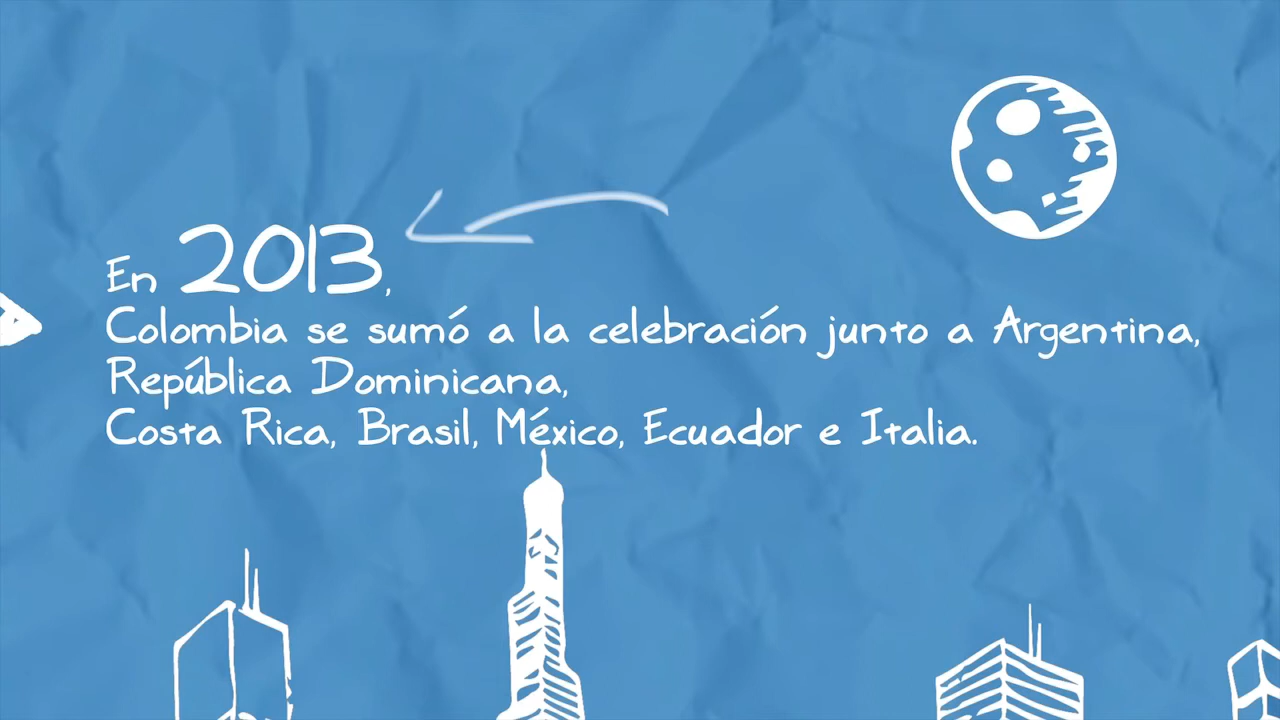 En 2013,
Colombia se sumó a la celebración junto a Argentina,
República Dominicana,
Costa Rica, Brasil, México, Ecuador e Italia.